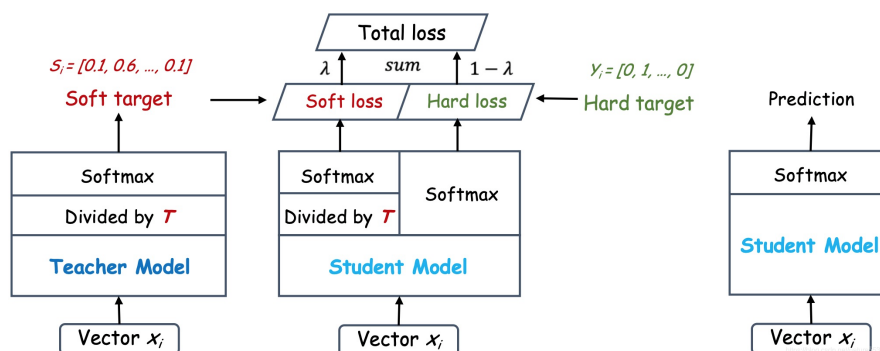 Total loss
λ
sum
1 − λ
Sᵢ = [0.1, 0.6, ..., 0.1]
Soft target
Soft loss
Hard loss
Yᵢ = [0, 1, ..., 0]
Hard target
Softmax
Divided by T
Teacher Model
Vector xᵢ
Softmax
Divided by T
Softmax
Student Model
Vector xᵢ
Prediction
Softmax
Student Model
Vector xᵢ